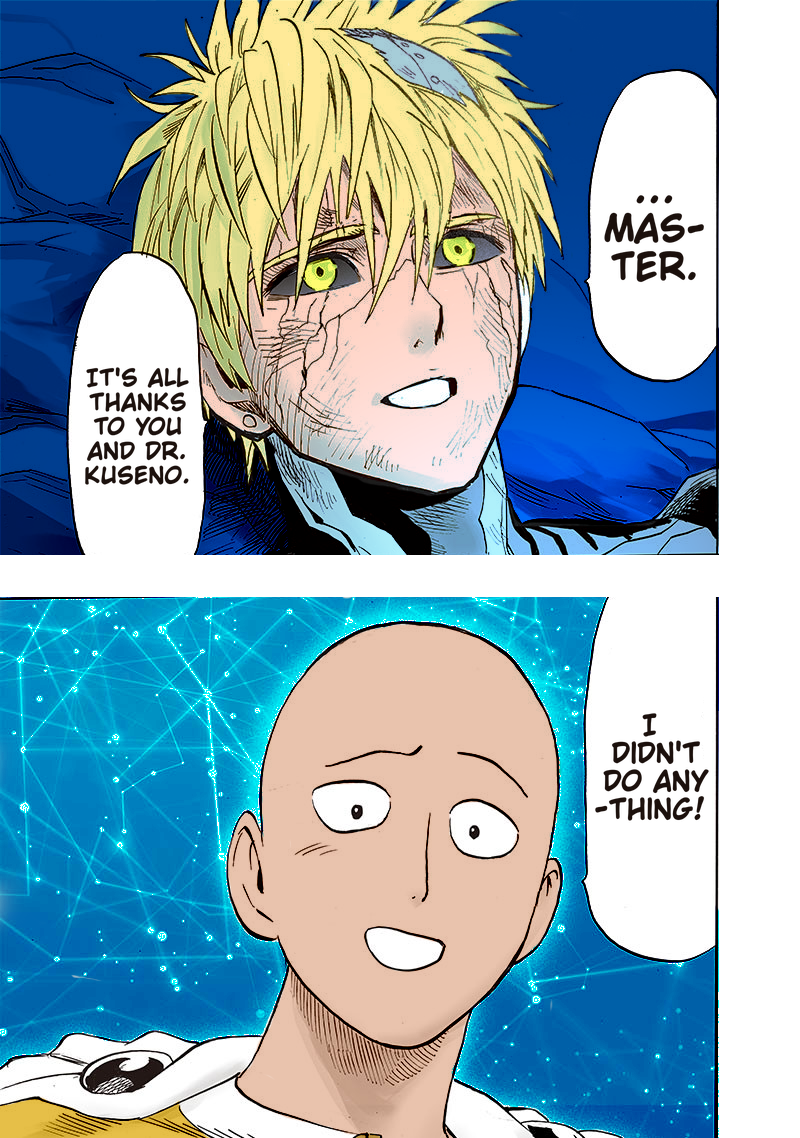 ...
MAS-
TER.
IT'S ALL
THANKS
TO YOU
AND DR.
KUSENO.
I
DIDN'T
DO ANY
-THING!